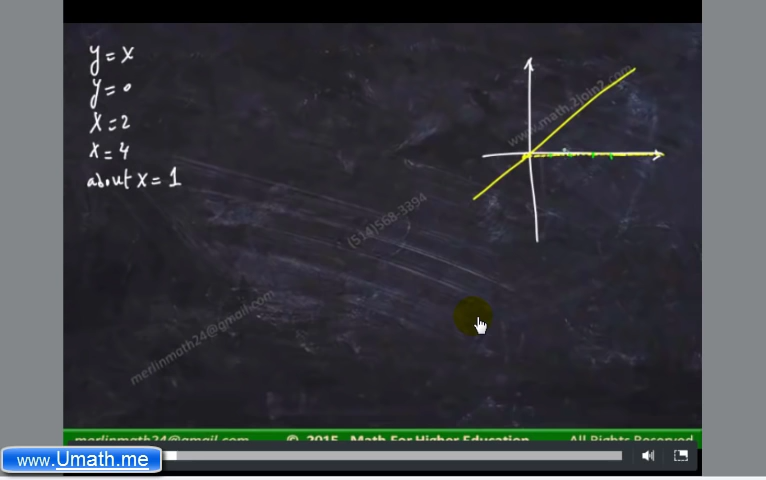 y = x
y = 0
x = 2
x = 4
about x = 1
www.math.2join2.com
(514)568-3394
merlinmath24@gmail.com
merlinmath24@gmail.com © 2015 - Math For Higher Education All Rights Reserved
www.Umath.me